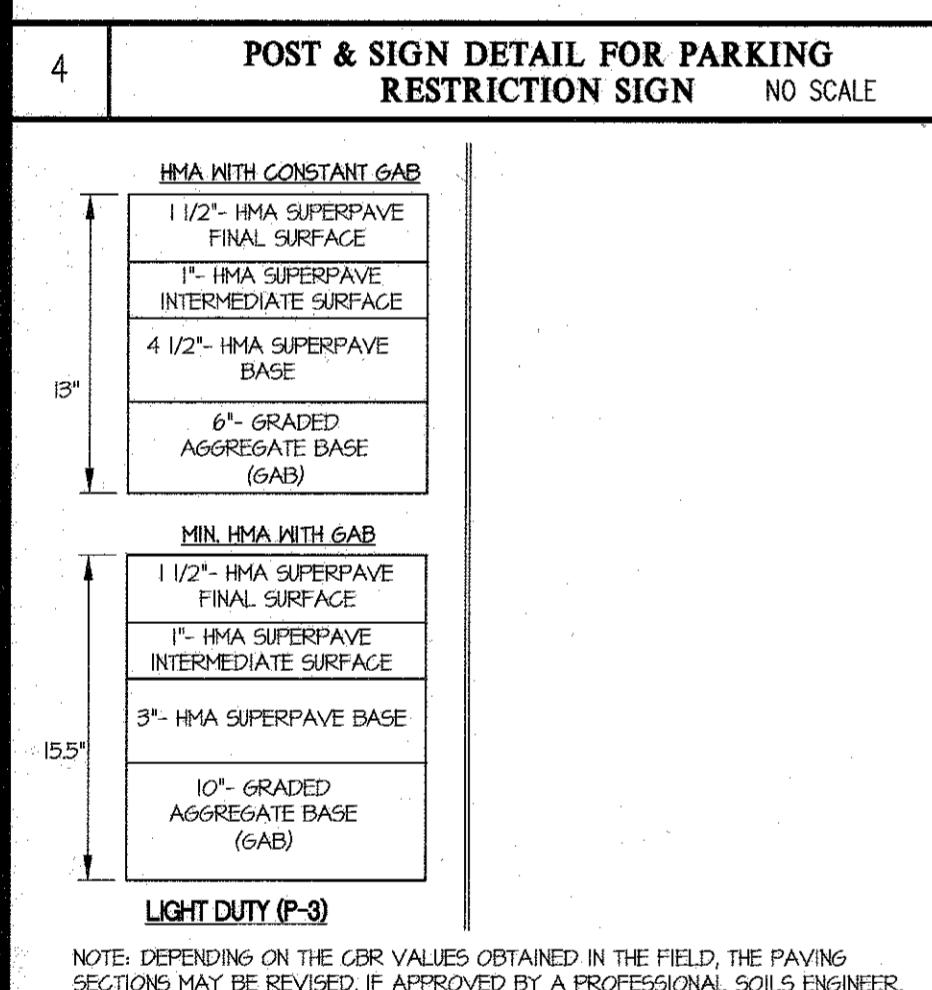 4
POST & SIGN DETAIL FOR PARKING
RESTRICTION SIGN NO SCALE
HMA WITH CONSTANT GAB
1 1/2"- HMA SUPERPAVE
FINAL SURFACE
1"- HMA SUPERPAVE
INTERMEDIATE SURFACE
4 1/2"- HMA SUPERPAVE
BASE
13"
6"- GRADED
AGGREGATE BASE
(GAB)
MIN. HMA WITH GAB
1 1/2"- HMA SUPERPAVE
FINAL SURFACE
1"- HMA SUPERPAVE
INTERMEDIATE SURFACE
3"- HMA SUPERPAVE BASE
15.5"
10"- GRADED
AGGREGATE BASE
(GAB)
LIGHT DUTY (P-3)
NOTE: DEPENDING ON THE CBR VALUES OBTAINED IN THE FIELD, THE PAVING
SECTIONS MAY BE REVISED, IF APPROVED BY A PROFESSIONAL SOILS ENGINEER.